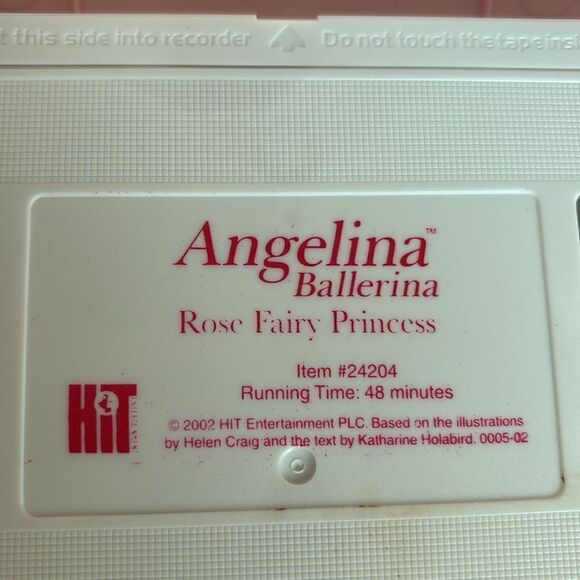 t this side into recorder Do not touch the tape insi
Angelina™
Ballerina
Rose Fairy Princess
Item #24204
Running Time: 48 minutes
HiT
© 2002 HIT Entertainment PLC. Based on the illustrations
by Helen Craig and the text by Katharine Holabird. 0005-02